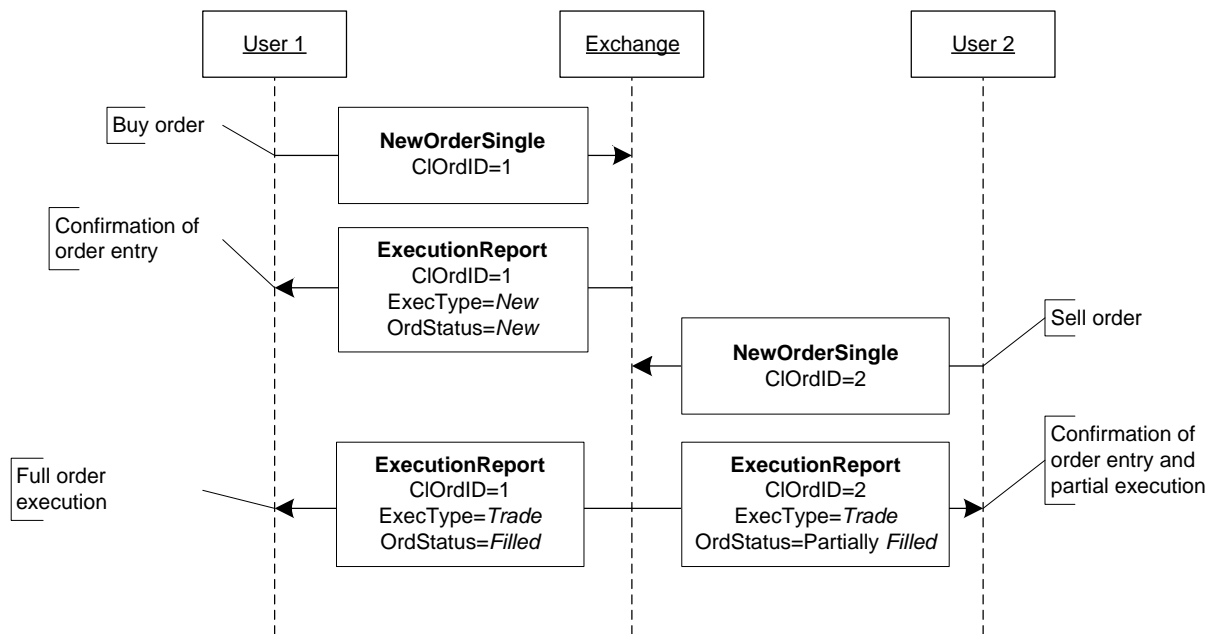 User 1
Exchange
User 2
Buy order
NewOrderSingle
ClOrdID=1
Confirmation of
order entry
ExecutionReport
ClOrdID=1
ExecType=New
OrdStatus=New
Sell order
NewOrderSingle
ClOrdID=2
Full order
execution
ExecutionReport
ClOrdID=1
ExecType=Trade
OrdStatus=Filled
ExecutionReport
ClOrdID=2
ExecType=Trade
OrdStatus=Partially Filled
Confirmation of
order entry and
partial execution